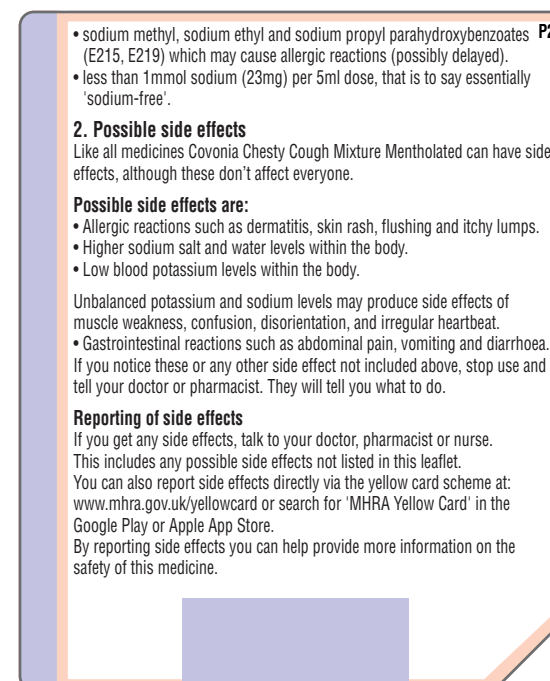 • sodium methyl, sodium ethyl and sodium propyl parahydroxybenzoates
P2
(E215, E219) which may cause allergic reactions (possibly delayed).
• less than 1mmol sodium (23mg) per 5ml dose, that is to say essentially
'sodium-free'.
2. Possible side effects
Like all medicines Covonia Chesty Cough Mixture Mentholated can have side
effects, although these don't affect everyone.
Possible side effects are:
• Allergic reactions such as dermatitis, skin rash, flushing and itchy lumps.
• Higher sodium salt and water levels within the body.
• Low blood potassium levels within the body.
Unbalanced potassium and sodium levels may produce side effects of
muscle weakness, confusion, disorientation, and irregular heartbeat.
• Gastrointestinal reactions such as abdominal pain, vomiting and diarrhoea.
If you notice these or any other side effect not included above, stop use and
tell your doctor or pharmacist. They will tell you what to do.
Reporting of side effects
If you get any side effects, talk to your doctor, pharmacist or nurse.
This includes any possible side effects not listed in this leaflet.
You can also report side effects directly via the yellow card scheme at:
www.mhra.gov.uk/yellowcard or search for 'MHRA Yellow Card' in the
Google Play or Apple App Store.
By reporting side effects you can help provide more information on the
safety of this medicine.